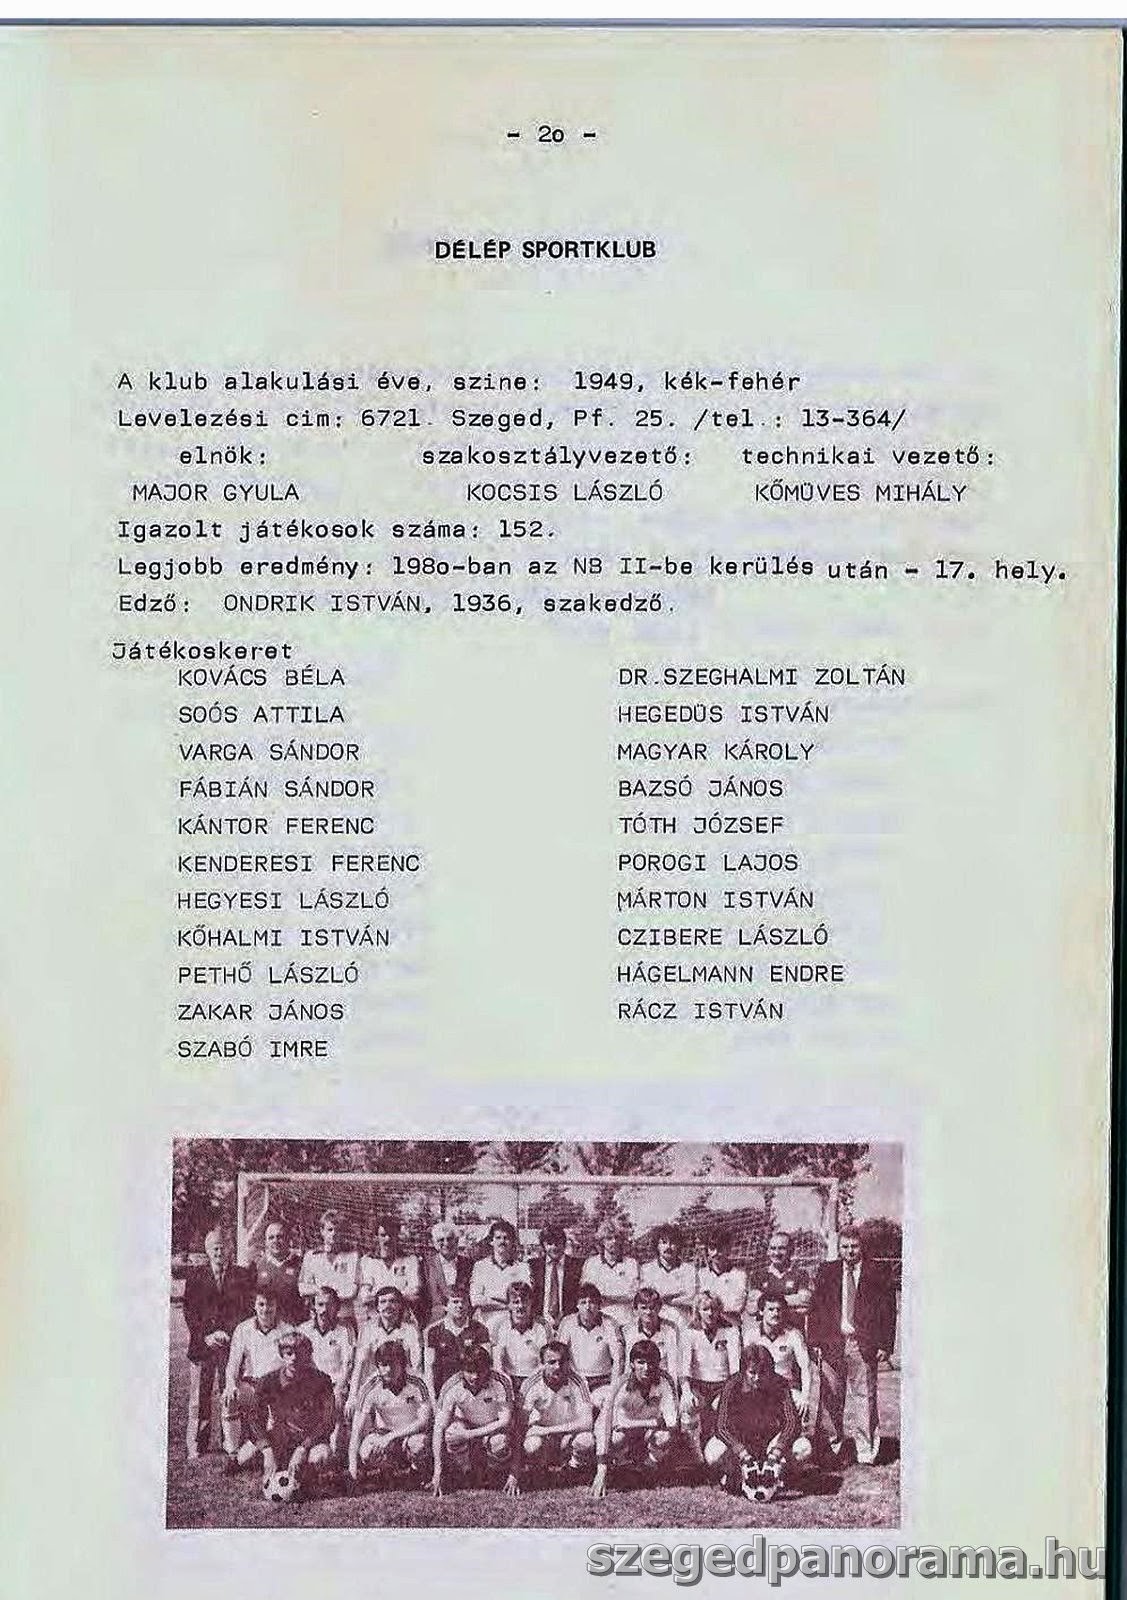 - 2o -
DÉLÉP SPORTKLUB
A klub alakulási éve, szine: 1949, kék-fehér
Levelezési cim: 6721. Szeged, Pf. 25. /tel.: 13-364/
elnök: szakosztályvezető: technikai vezető:
MAJOR GYULA KOCSIS LÁSZLÓ KŐMÜVES MIHÁLY
Igazolt játékosok száma: 152.
Legjobb eredmény: 198o-ban az NB II-be kerülés után - 17. hely.
Edző: ONDRIK ISTVÁN, 1936, szakedző.
Játékoskeret
KOVÁCS BÉLA DR.SZEGHALMI ZOLTÁN
SOÓS ATTILA HEGEDÜS ISTVÁN
VARGA SÁNDOR MAGYAR KÁROLY
FÁBIÁN SÁNDOR BAZSÓ JÁNOS
KÁNTOR FERENC TÓTH JÓZSEF
KENDERESI FERENC POROGI LAJOS
HEGYESI LÁSZLÓ MÁRTON ISTVÁN
KŐHALMI ISTVÁN CZIBERE LÁSZLÓ
PETHŐ LÁSZLÓ HÁGELMANN ENDRE
ZAKAR JÁNOS RÁCZ ISTVÁN
SZABÓ IMRE
szegedpanorama.hu